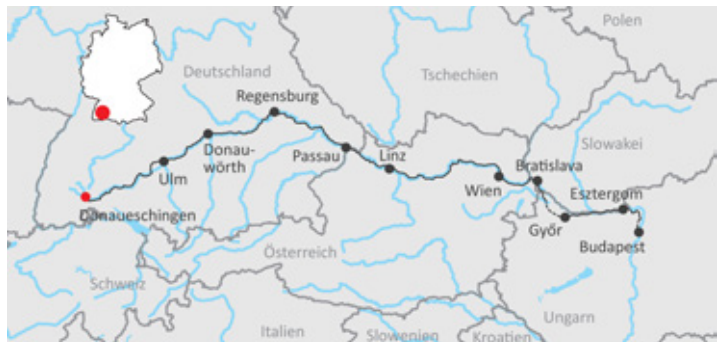 Polen
Deutschland
Tschechien
Regensburg
Slowakei
Donau-
wörth
Passau
Linz
Ulm
Bratislava
Wien
Esztergom
Donaueschingen
Győr
Budapest
Österreich
Schweiz
Ungarn
Italien
Slowenien
Kroatien